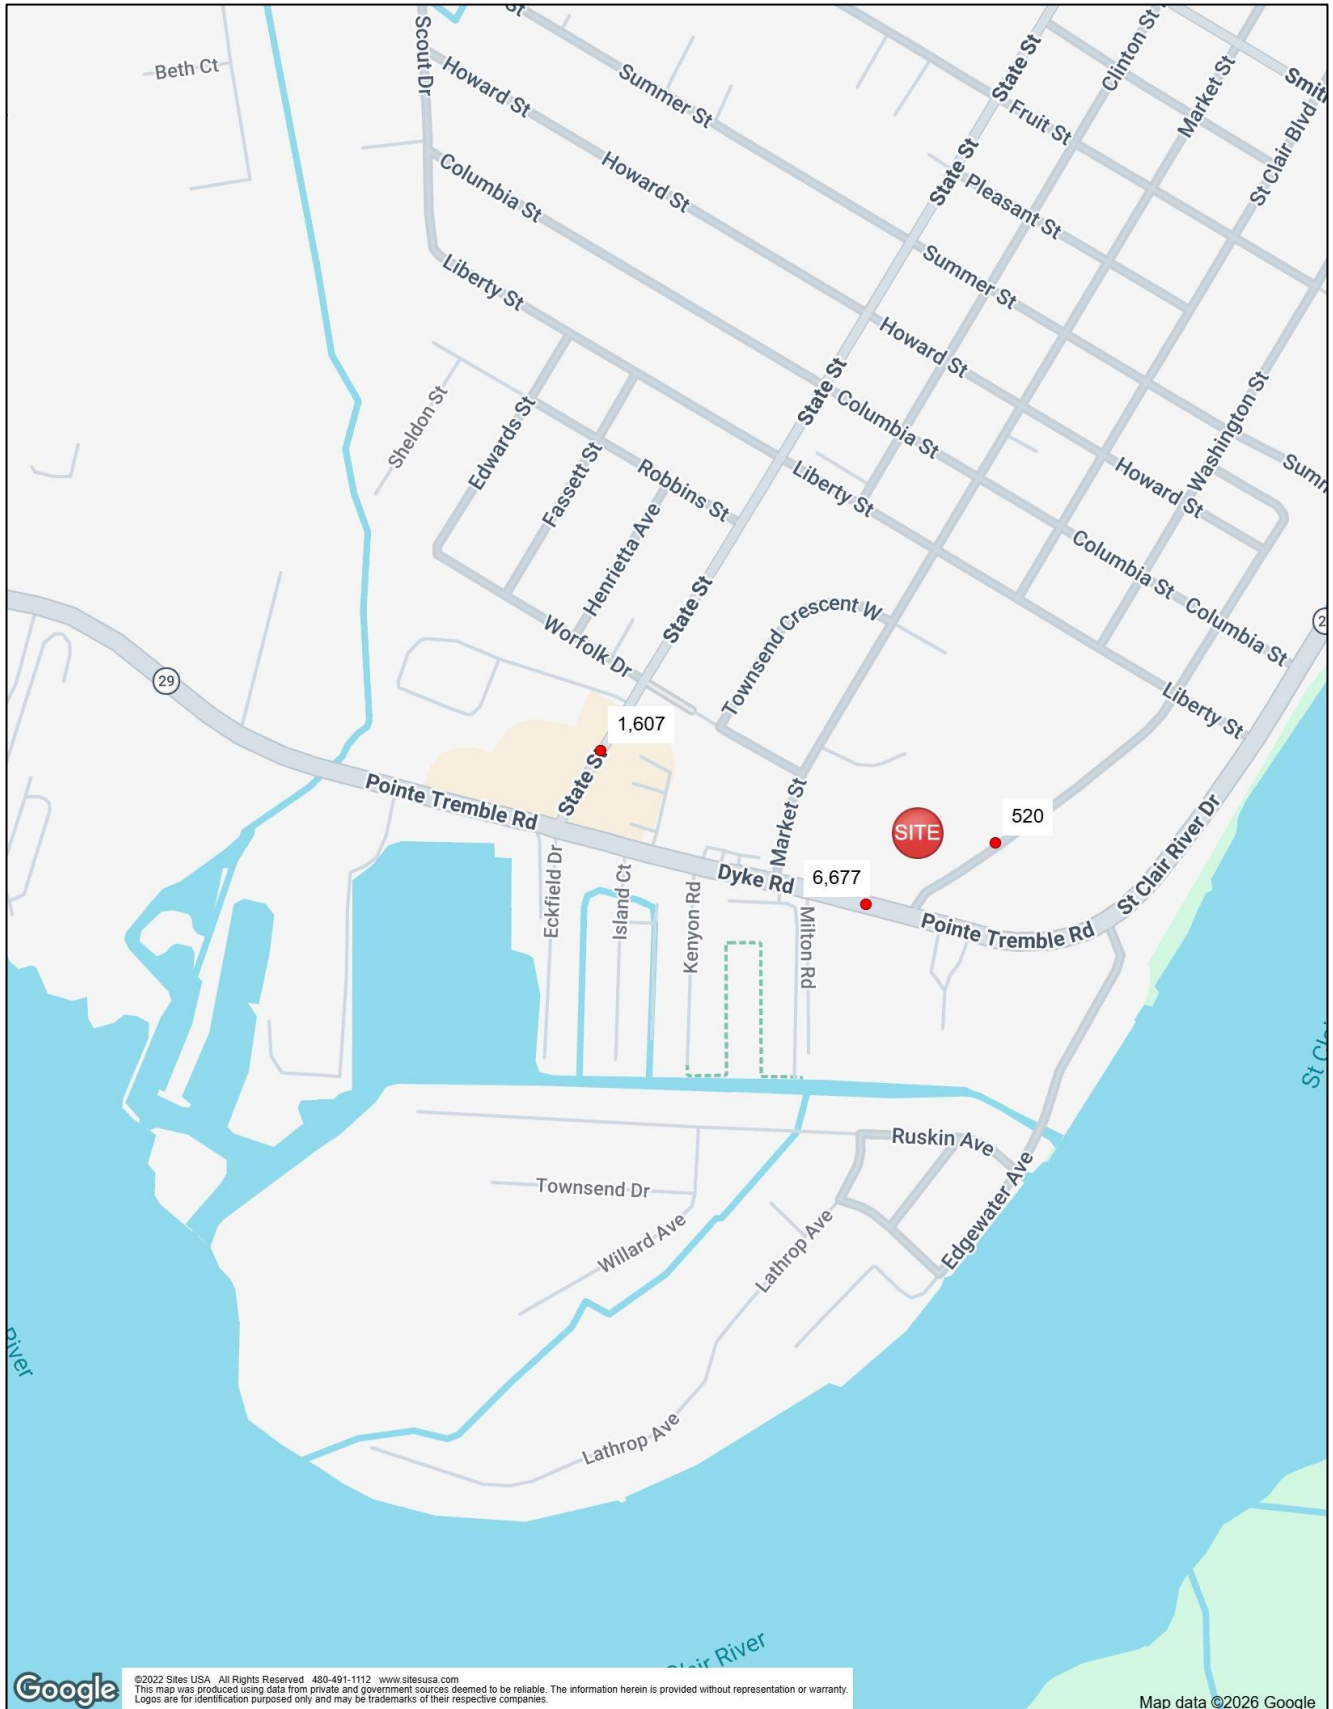 St
Scout Dr
Beth Ct
Howard St
Summer St
State St
Clinton St
Market St
Fruit St
St Clair Blvd
Columbia St
Howard St
State St
Pleasant St
Liberty St
Summer St
Howard St
State St
Columbia St
Washington St
Sheldon St
Edwards St
Fassett St
Robbins St
Liberty St
Howard St
Henrietta Ave
Columbia St
Columbia St
State St
Townsend Crescent W
Worfolk Dr
29
Liberty St
1,607
State St
Pointe Tremble Rd
Market St
SITE
520
St Clair River Dr
Dyke Rd
6,677
Pointe Tremble Rd
Eckfield Dr
Island Ct
Kenyon Rd
Milton Rd
Ruskin Ave
Townsend Dr
Edgewater Ave
Willard Ave
Lathrop Ave
River
Lathrop Ave
River
Google
©2022 Sites USA All Rights Reserved 480-491-1112 www.sitesusa.com
This map was produced using data from private and government sources deemed to be reliable. The information herein is provided without representation or warranty.
Logos are for identification purposed only and may be trademarks of their respective companies.
Map data ©2026 Google